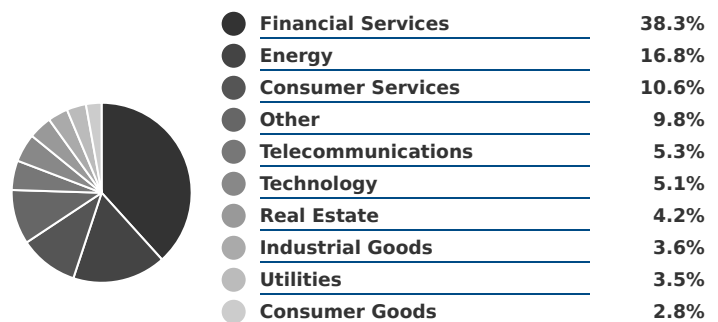 Financial Services 38.3%
Energy 16.8%
Consumer Services 10.6%
Other 9.8%
Telecommunications 5.3%
Technology 5.1%
Real Estate 4.2%
Industrial Goods 3.6%
Utilities 3.5%
Consumer Goods 2.8%